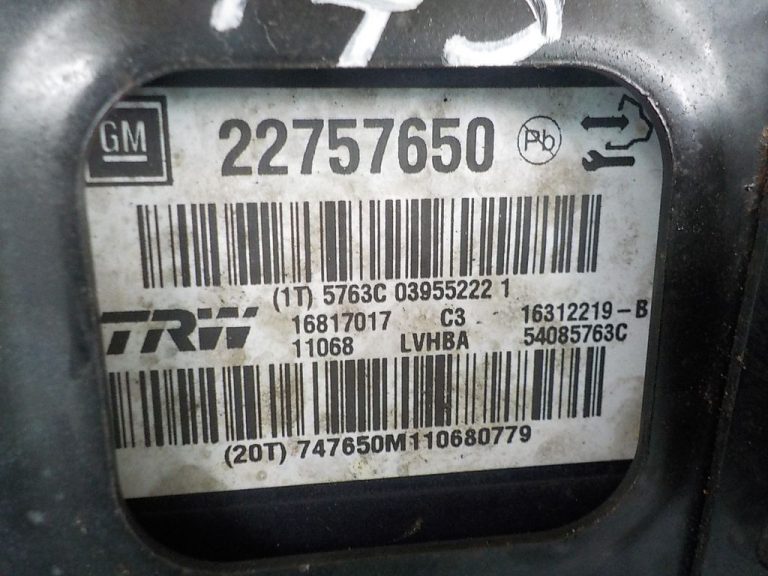 GM 22757650 Pb
(1T) 5763C 03955222 1
TRW 16817017 C3 16312219-B
11068 LVHBA 54085763C
(20T) 747650M110680779